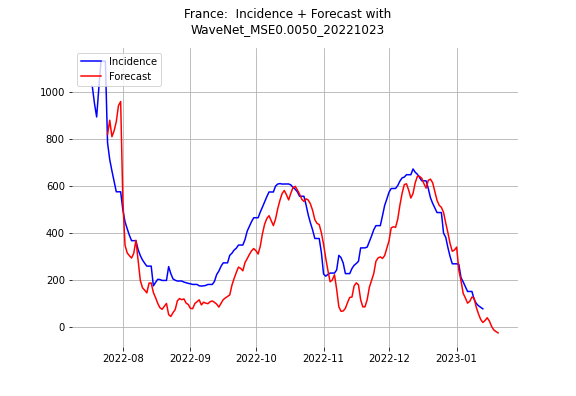 France:  Incidence + Forecast with
WaveNet_MSE0.0050_20221023
Incidence
Forecast
1000
800
600
400
200
0
2022-08 2022-09 2022-10 2022-11 2022-12 2023-01